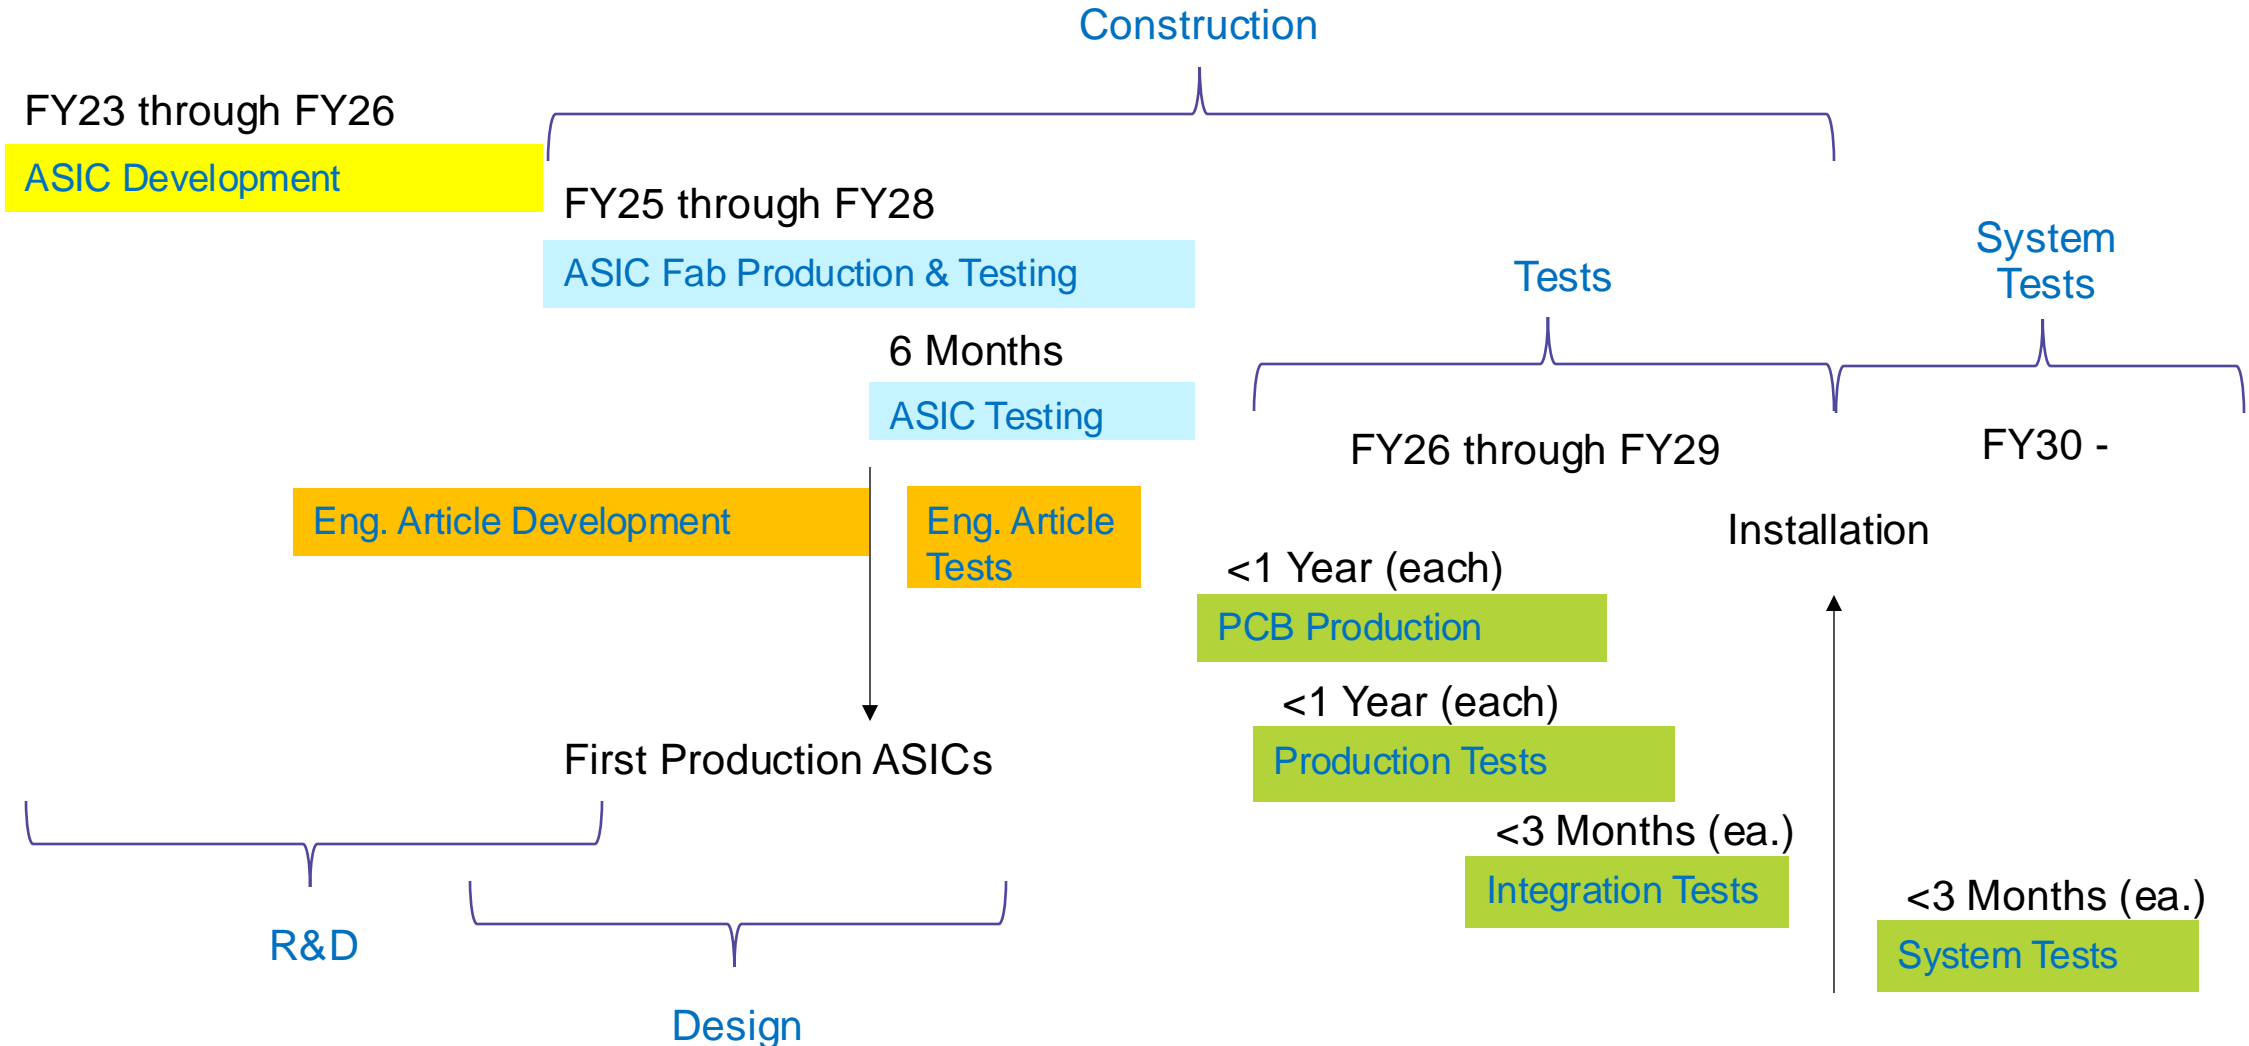 Construction
FY23 through FY26
ASIC Development
FY25 through FY28
ASIC Fab Production & Testing
System
Tests
Tests
6 Months
ASIC Testing
FY26 through FY29
FY30 -
Eng. Article Development
Eng. Article
Tests
Installation
<1 Year (each)
PCB Production
<1 Year (each)
Production Tests
First Production ASICs
<3 Months (ea.)
Integration Tests
<3 Months (ea.)
System Tests
R&D
Design